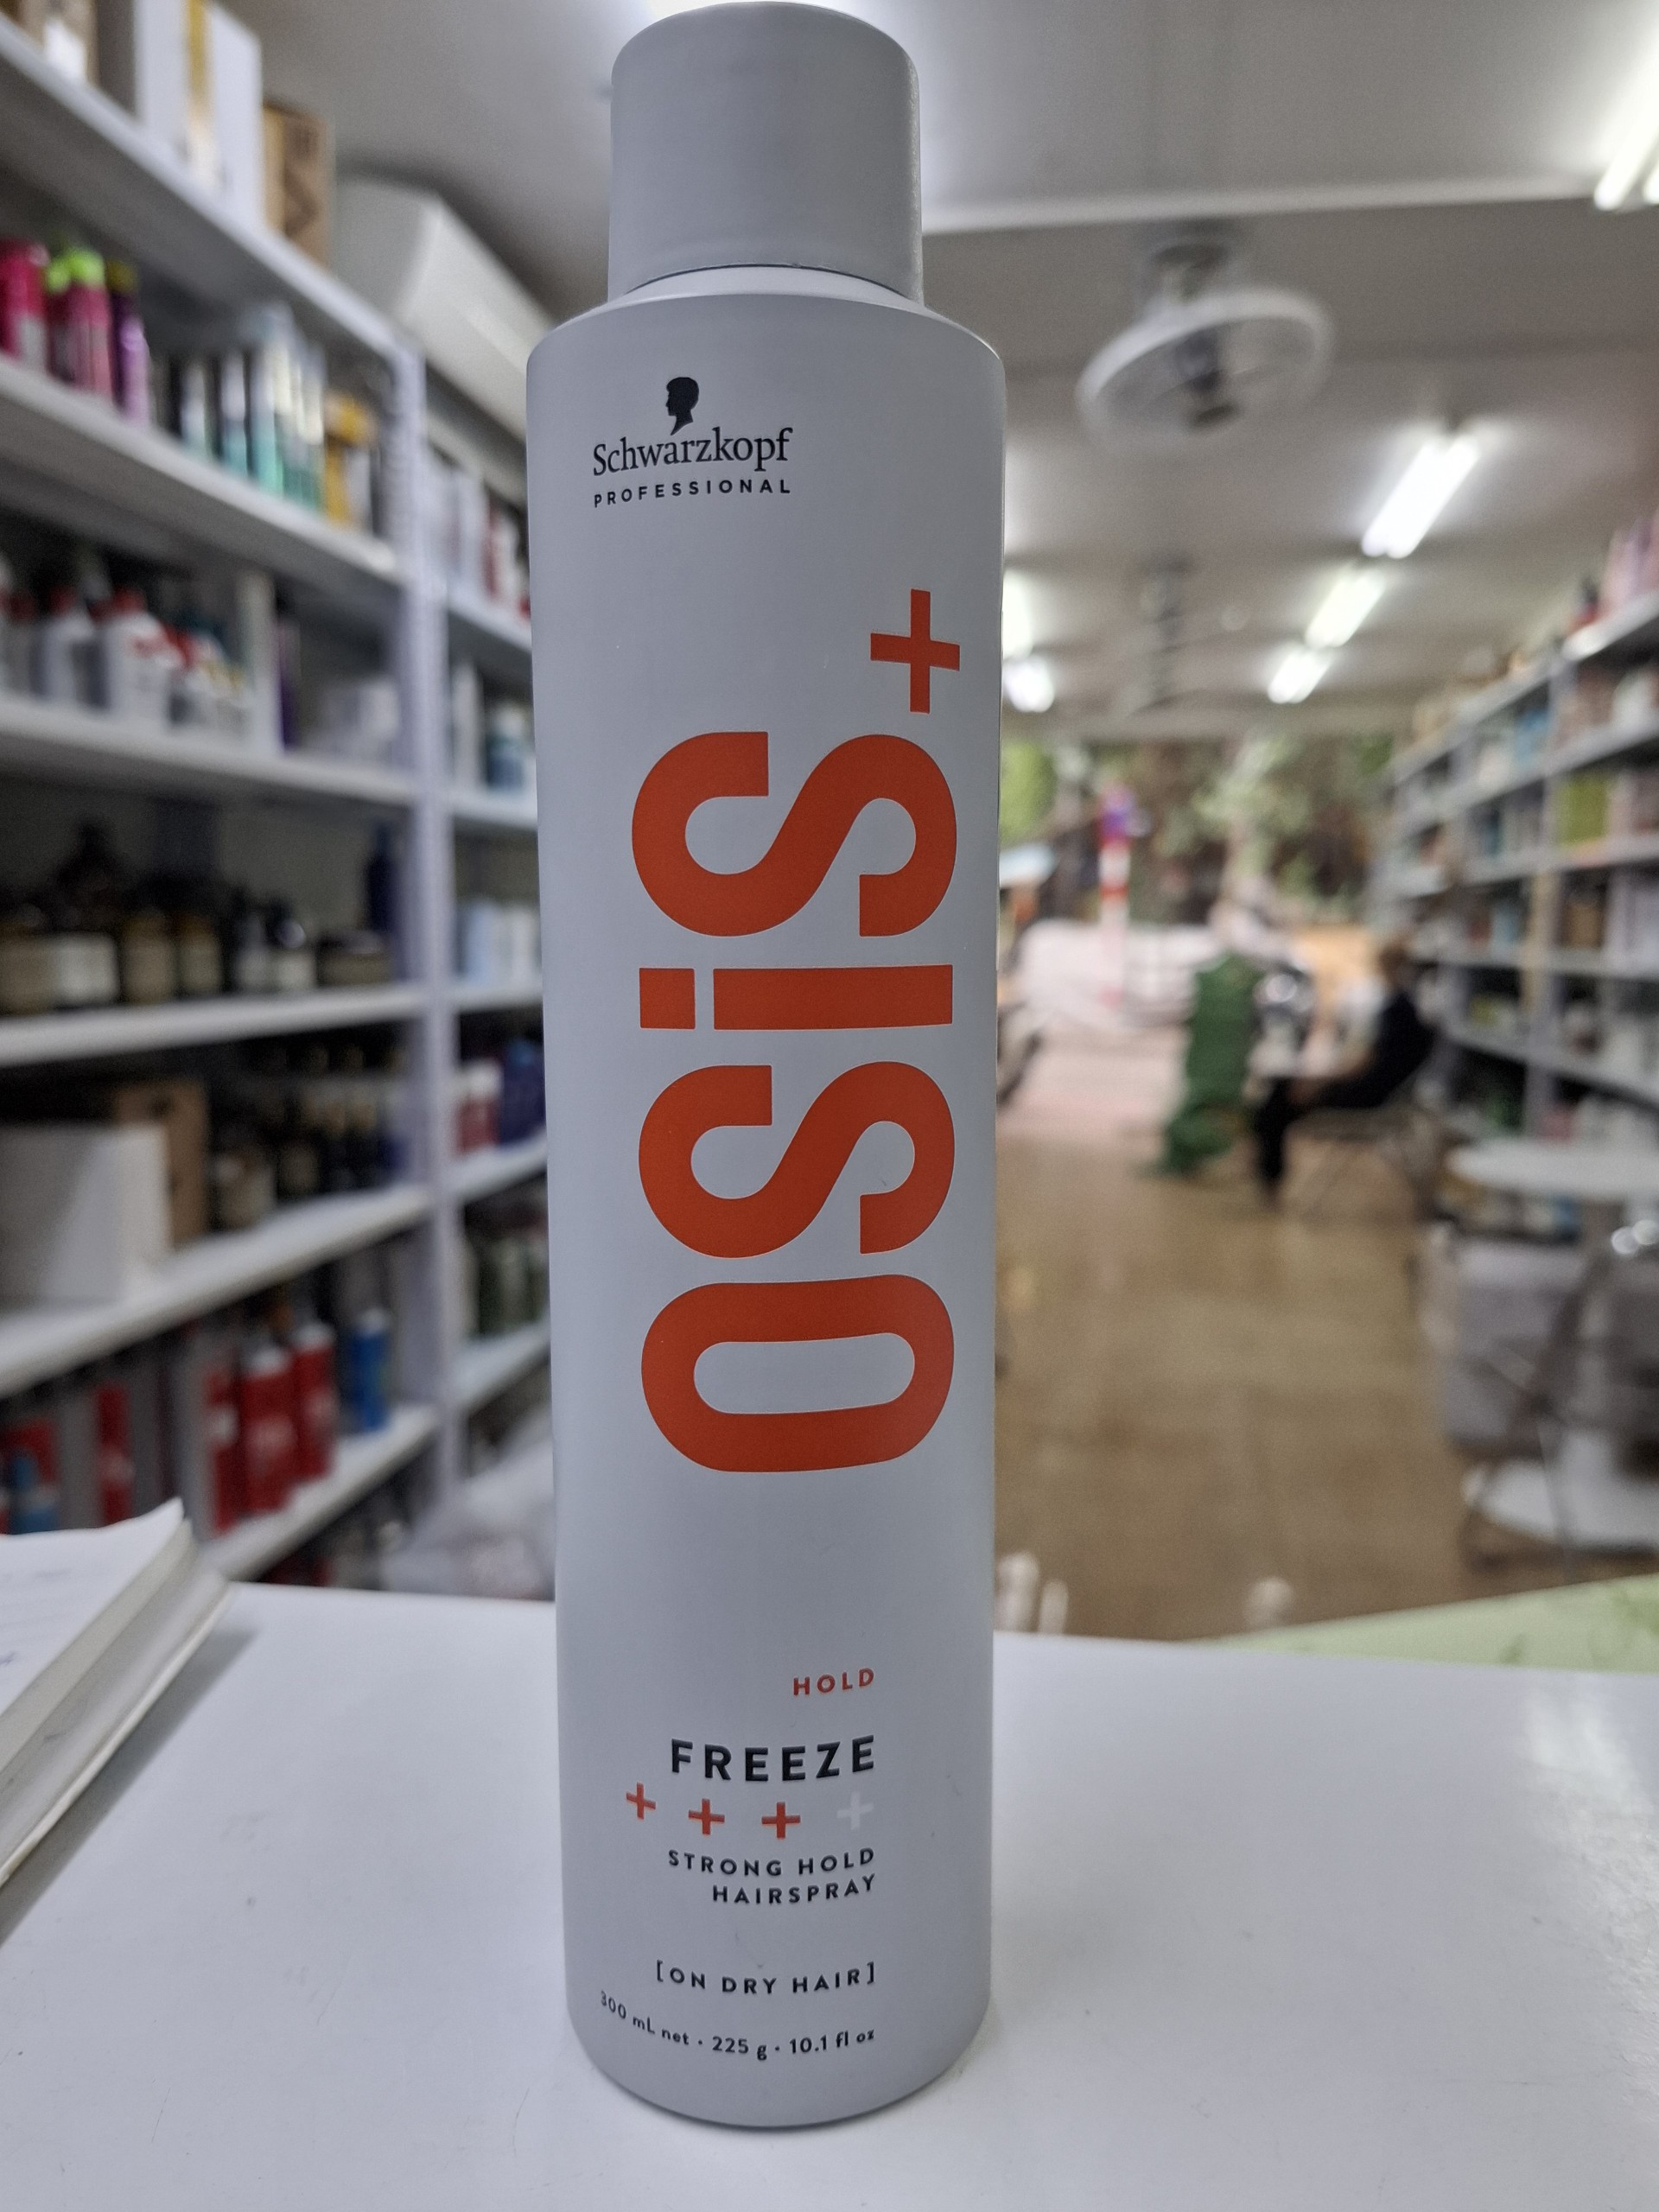 Schwarzkopf
PROFESSIONAL
OSiS+
HOLD
FREEZE
+ + + +
STRONG HOLD
HAIRSPRAY
[ON DRY HAIR]
300 mL net · 225 g · 10.1 fl oz